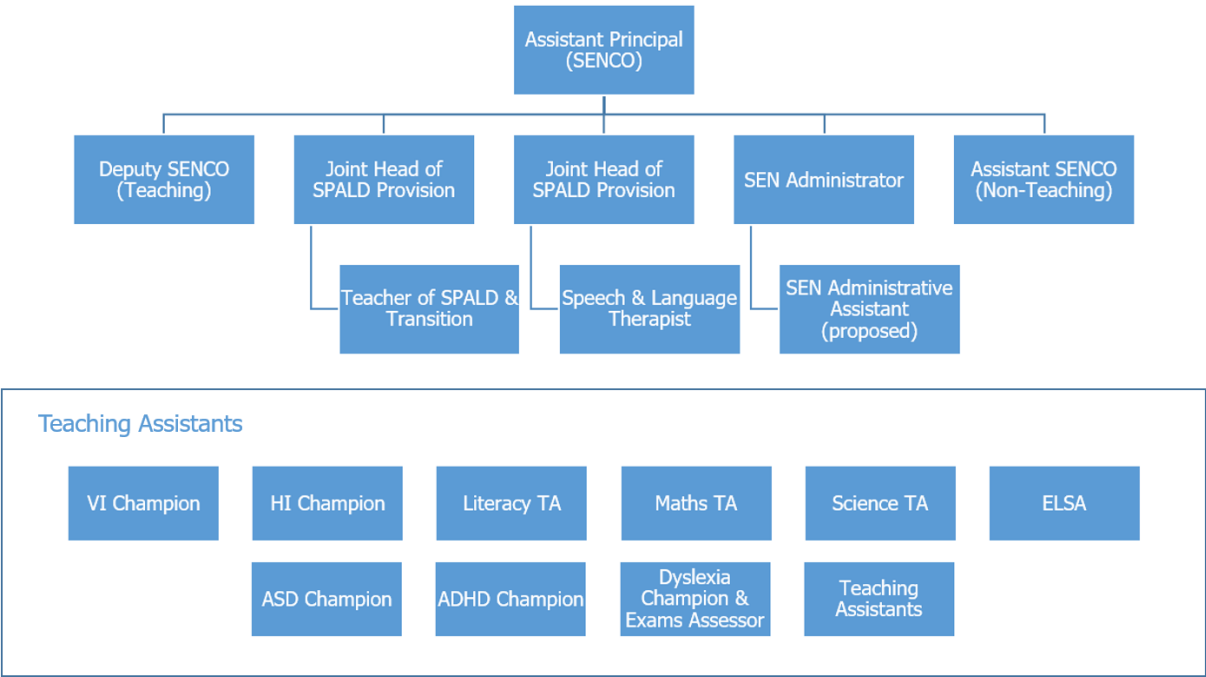 Assistant Principal
(SENCO)
Deputy SENCO
(Teaching)
Joint Head of
SPALD Provision
Joint Head of
SPALD Provision
SEN Administrator
Assistant SENCO
(Non-Teaching)
Teacher of SPALD &
Transition
Speech & Language
Therapist
SEN Administrative
Assistant
(proposed)
Teaching Assistants
VI Champion
HI Champion
Literacy TA
Maths TA
Science TA
ELSA
ASD Champion
ADHD Champion
Dyslexia
Champion &
Exams Assessor
Teaching
Assistants